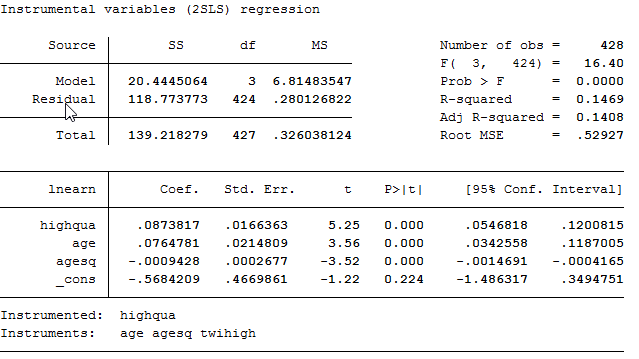 Instrumental variables (2SLS) regression
Source SS df MS Number of obs = 428
F( 3, 424) = 16.40
Model 20.4445064 3 6.81483547 Prob > F = 0.0000
Residual 118.773773 424 .280126822 R-squared = 0.1469
Adj R-squared = 0.1408
Total 139.218279 427 .326038124 Root MSE = .52927
lnearn Coef. Std. Err. t P>|t| [95% Conf. Interval]
highqua .0873817 .0166363 5.25 0.000 .0546818 .1200815
age .0764781 .0214809 3.56 0.000 .0342558 .1187005
agesq -.0009428 .0002677 -3.52 0.000 -.0014691 -.0004165
_cons -.5684209 .4669861 -1.22 0.224 -1.486317 .3494751
Instrumented: highqua
Instruments: age agesq twihigh